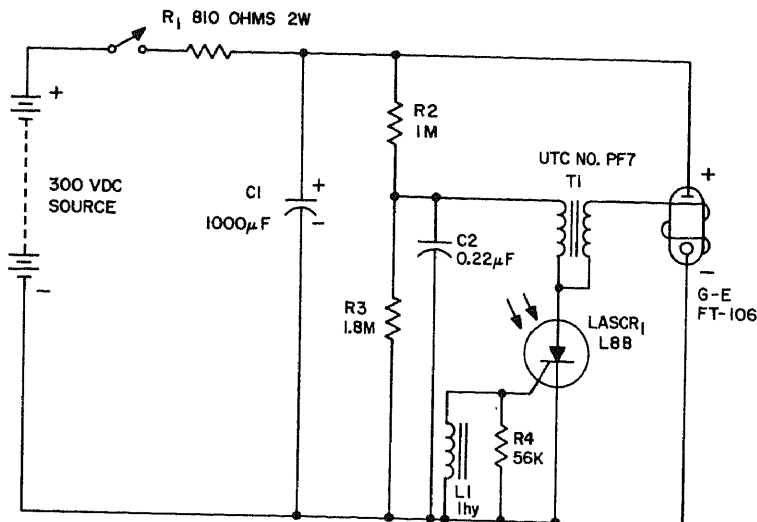 R1 810 OHMS 2W
+
300 VDC
SOURCE
−
C1
1000μF
+
−
R2
1M
R3
1.8M
C2
0.22μF
UTC NO. PF7
T1
+
−
G-E
FT-106
LASCR1
L8B
R4
56K
L1
1hy